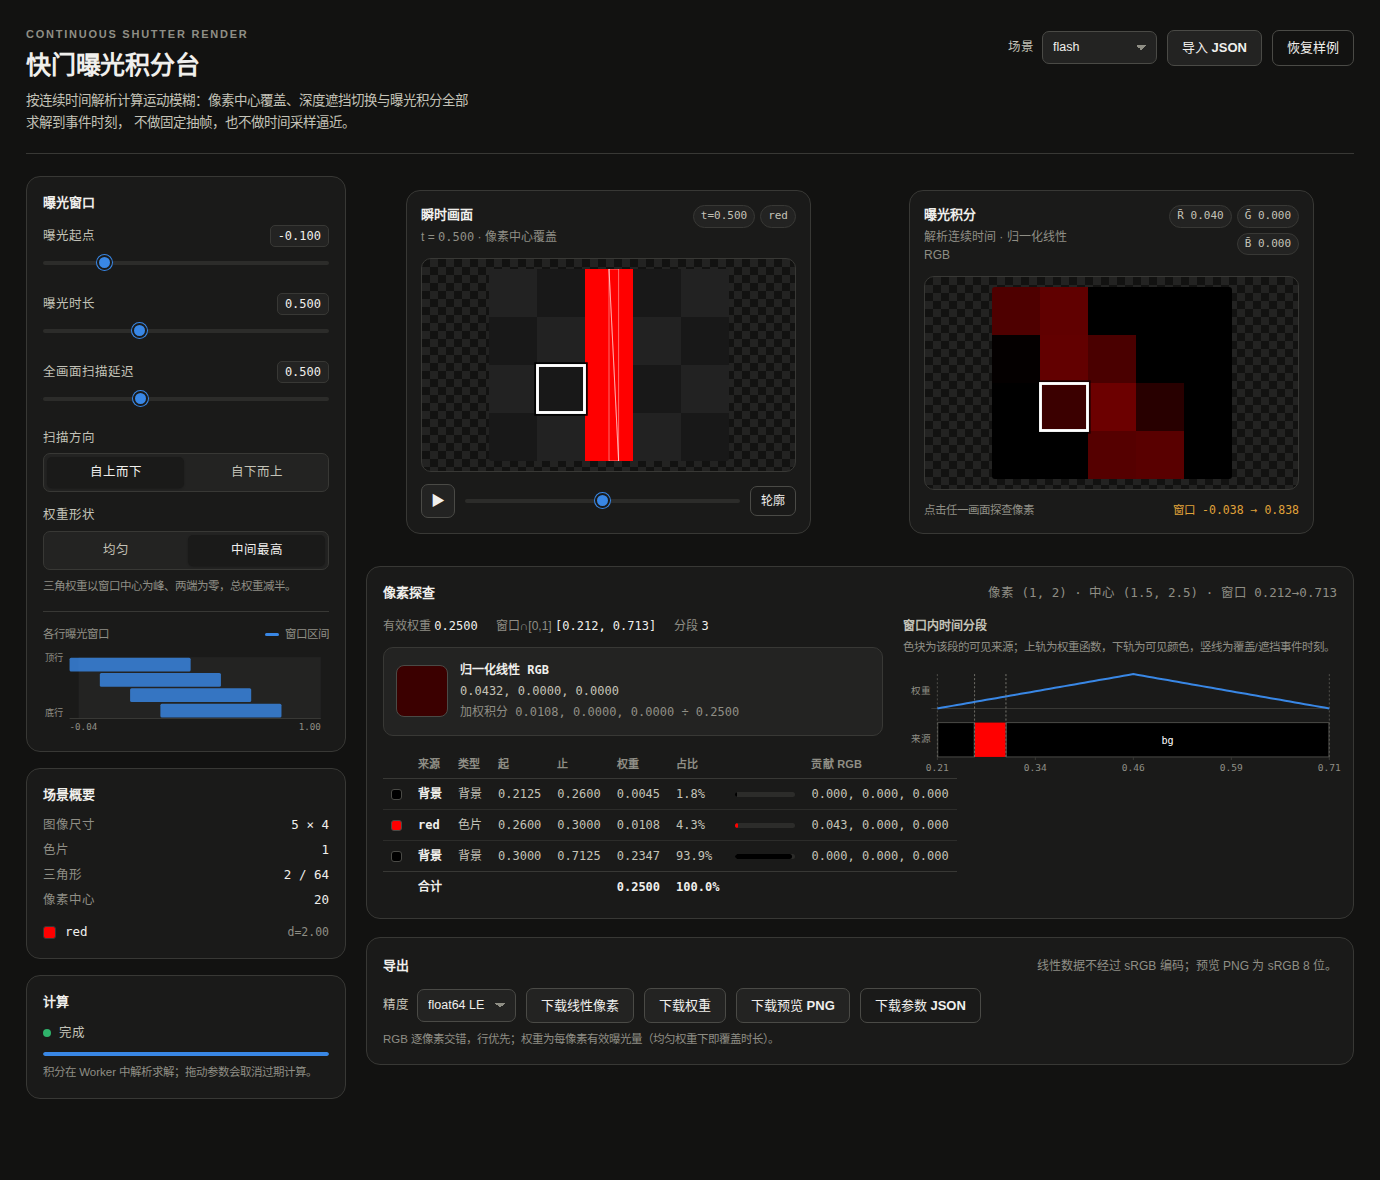 CONTINUOUS SHUTTER RENDER
快门曝光积分台
按连续时间解析计算运动模糊：像素中心覆盖、深度遮挡切换与曝光积分全部
求解到事件时刻， 不做固定抽帧，也不做时间采样逼近。
场景 flash 导入 JSON 恢复样例
曝光窗口
曝光起点 -0.100
曝光时长 0.500
全画面扫描延迟 0.500
扫描方向
自上而下 自下而上
权重形状
均匀 中间最高
三角权重以窗口中心为峰、两端为零，总权重减半。
各行曝光窗口 窗口区间
顶行
底行
-0.04 1.00
场景概要
图像尺寸 5 × 4
色片 1
三角形 2 / 64
像素中心 20
red d=2.00
计算
完成
积分在 Worker 中解析求解；拖动参数会取消过期计算。
瞬时画面 t=0.500 red
t = 0.500 · 像素中心覆盖
轮廓
曝光积分 R̄ 0.040 Ḡ 0.000
解析连续时间 · 归一化线性 B̄ 0.000
RGB
点击任一画面探查像素 窗口 -0.038 → 0.838
像素探查 像素 (1, 2) · 中心 (1.5, 2.5) · 窗口 0.212→0.713
有效权重 0.2500 窗口∩[0,1] [0.212, 0.713] 分段 3
归一化线性 RGB
0.0432, 0.0000, 0.0000
加权积分 0.0108, 0.0000, 0.0000 ÷ 0.2500
来源 类型 起 止 权重 占比 贡献 RGB
背景 背景 0.2125 0.2600 0.0045 1.8% 0.000, 0.000, 0.000
red 色片 0.2600 0.3000 0.0108 4.3% 0.043, 0.000, 0.000
背景 背景 0.3000 0.7125 0.2347 93.9% 0.000, 0.000, 0.000
合计 0.2500 100.0%
窗口内时间分段
色块为该段的可见来源；上轨为权重函数，下轨为可见颜色，竖线为覆盖/遮挡事件时刻。
权重
来源 bg
0.21 0.34 0.46 0.59 0.71
导出 线性数据不经过 sRGB 编码；预览 PNG 为 sRGB 8 位。
精度 float64 LE 下载线性像素 下载权重 下载预览 PNG 下载参数 JSON
RGB 逐像素交错，行优先；权重为每像素有效曝光量（均匀权重下即覆盖时长）。